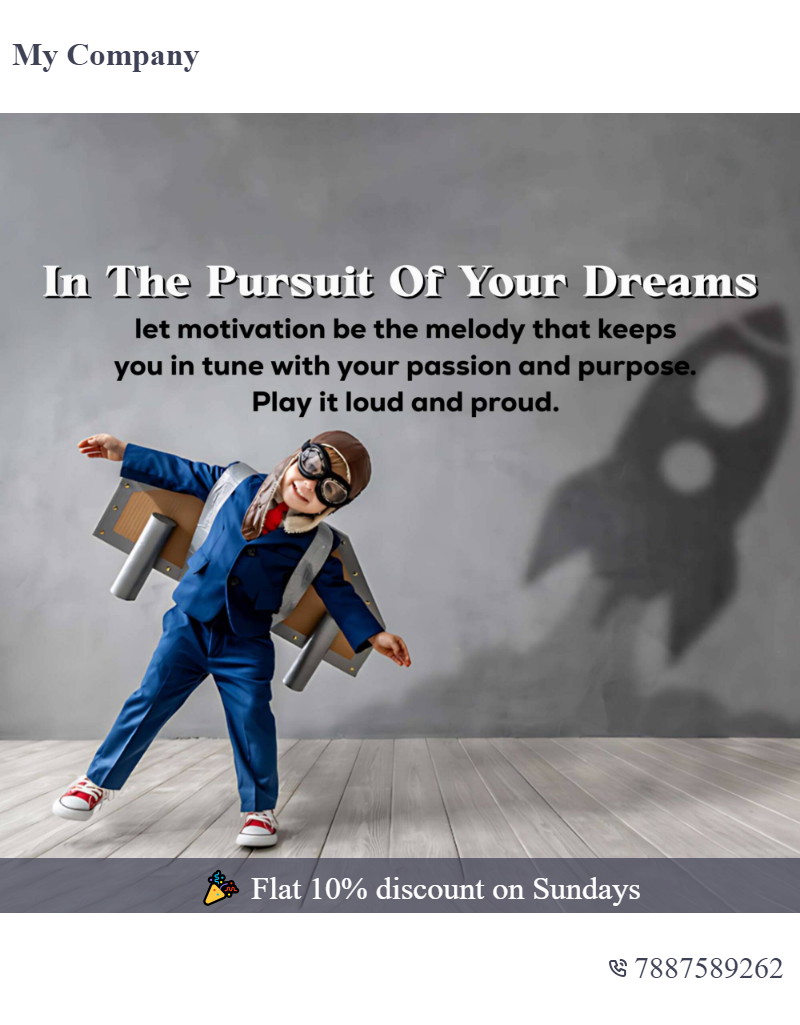 My Company
In The Pursuit Of Your Dreams
let motivation be the melody that keeps
you in tune with your passion and purpose.
Play it loud and proud.
Flat 10% discount on Sundays
7887589262